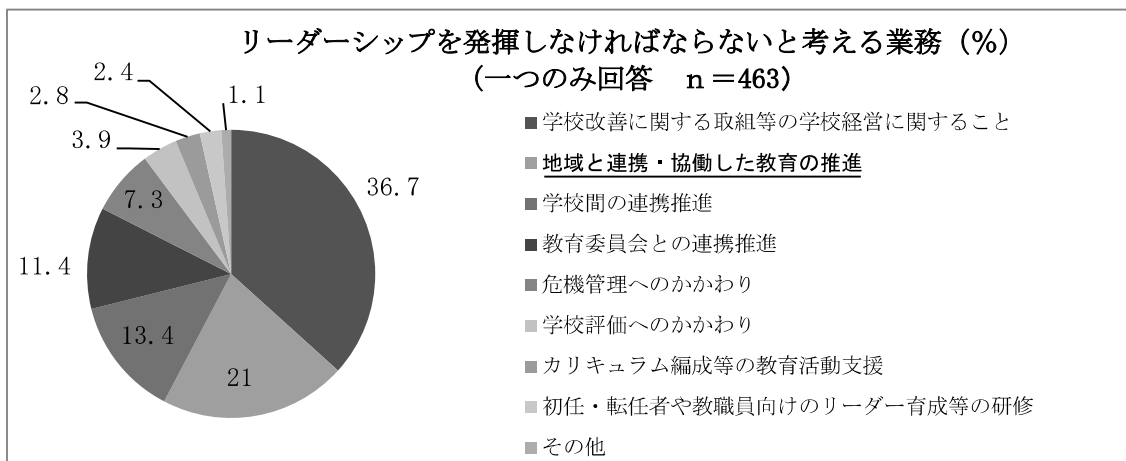 リーダーシップを発揮しなければならないと考える業務（%）
（一つのみ回答　ｎ＝463）
2.4
1.1
2.8
3.9
7.3
36.7
11.4
13.4
21
学校改善に関する取組等の学校経営に関すること
地域と連携・協働した教育の推進
学校間の連携推進
教育委員会との連携推進
危機管理へのかかわり
学校評価へのかかわり
カリキュラム編成等の教育活動支援
初任・転任者や教職員向けのリーダー育成等の研修
その他